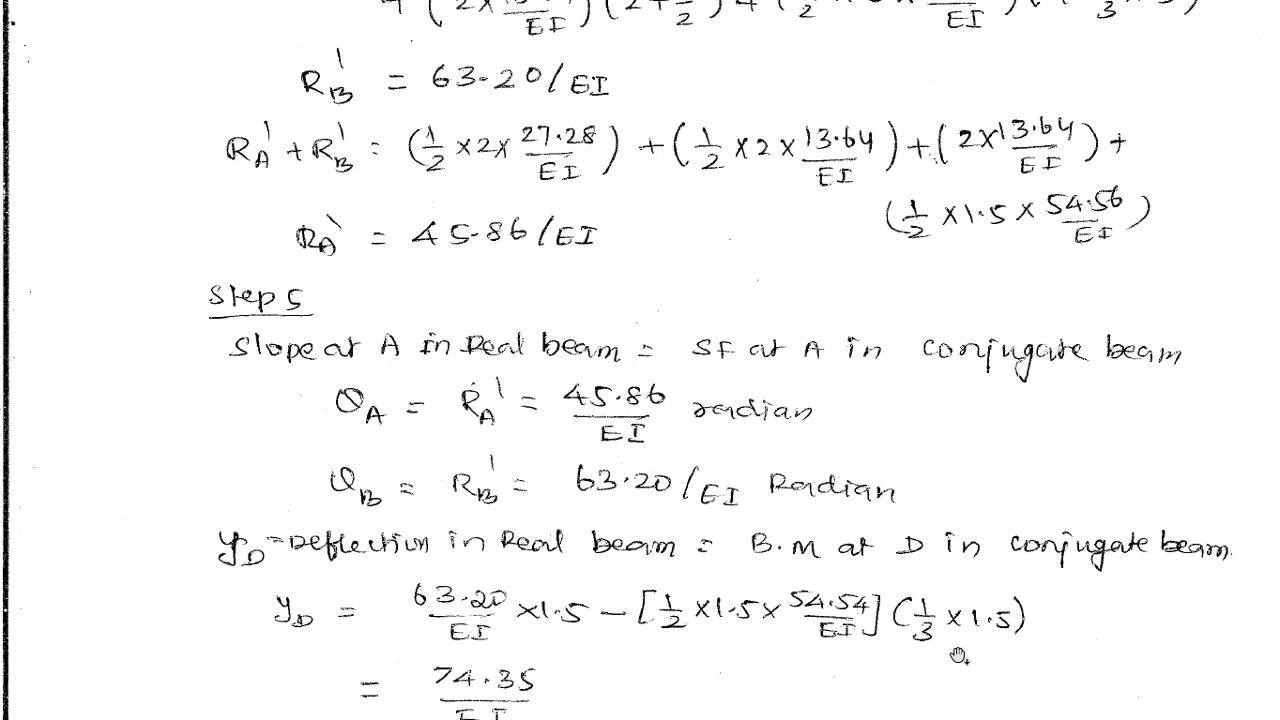 R'B = 63.20/EI
R'A + R'B = (1/2 × 2 × 27.28/EI) + (1/2 × 2 × 13.64/EI) + (2 × 13.64/EI) +
(1/2 × 1.5 × 54.56/EI)
RA' = 45.86/EI
Step 5
Slope at A in Real beam = SF at A in conjugate beam
θA = RA' = 45.86/EI radian
θB = RB' = 63.20/EI Radian
yD = Deflection in Real beam = B.M at D in conjugate beam.
yD = 63.20/EI × 1.5 − [1/2 × 1.5 × 54.54/EI] (1/3 × 1.5)
= 74.35/EI